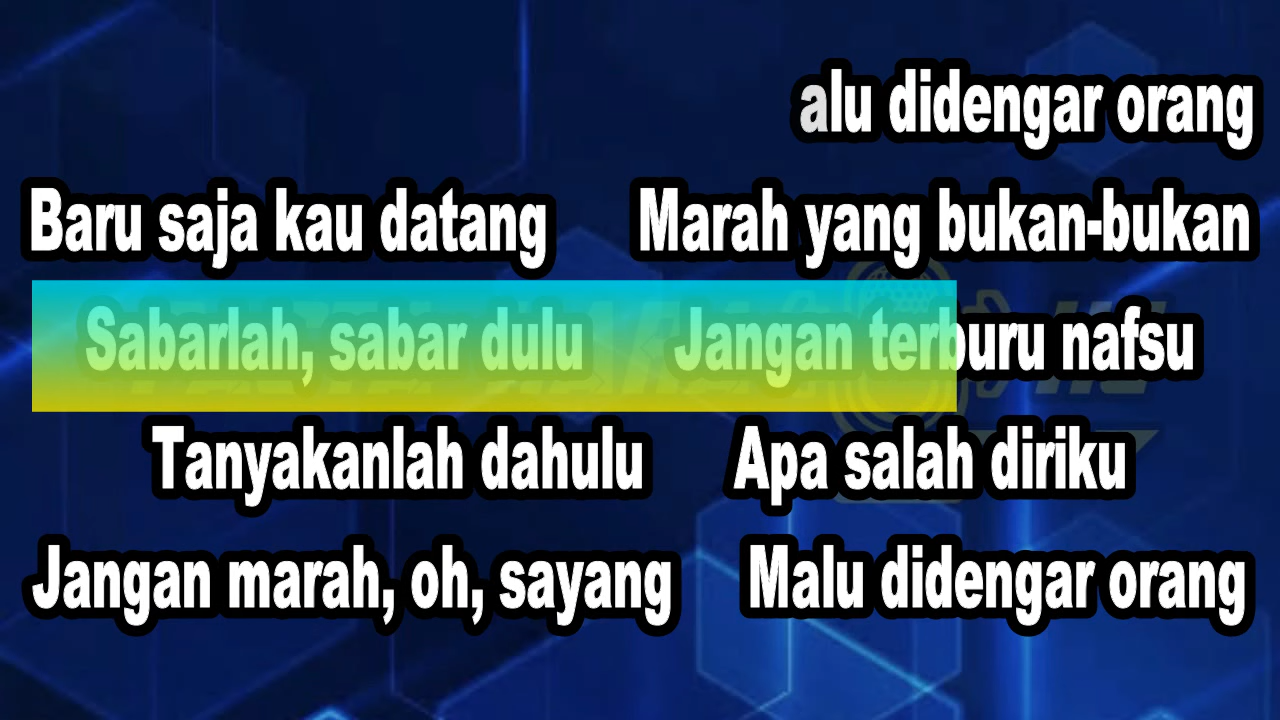 alu didengar orang
Baru saja kau datang Marah yang bukan-bukan
Sabarlah, sabar dulu Jangan terburu nafsu
Tanyakanlah dahulu Apa salah diriku
Jangan marah, oh, sayang Malu didengar orang